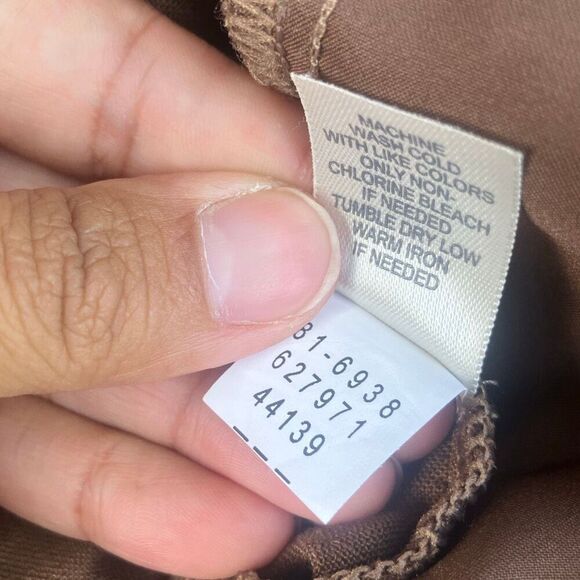 MACHINE
WASH COLD
WITH LIKE COLORS
ONLY NON-
CHLORINE BLEACH
IF NEEDED
TUMBLE DRY LOW
WARM IRON
IF NEEDED
81-6938
627971
44139